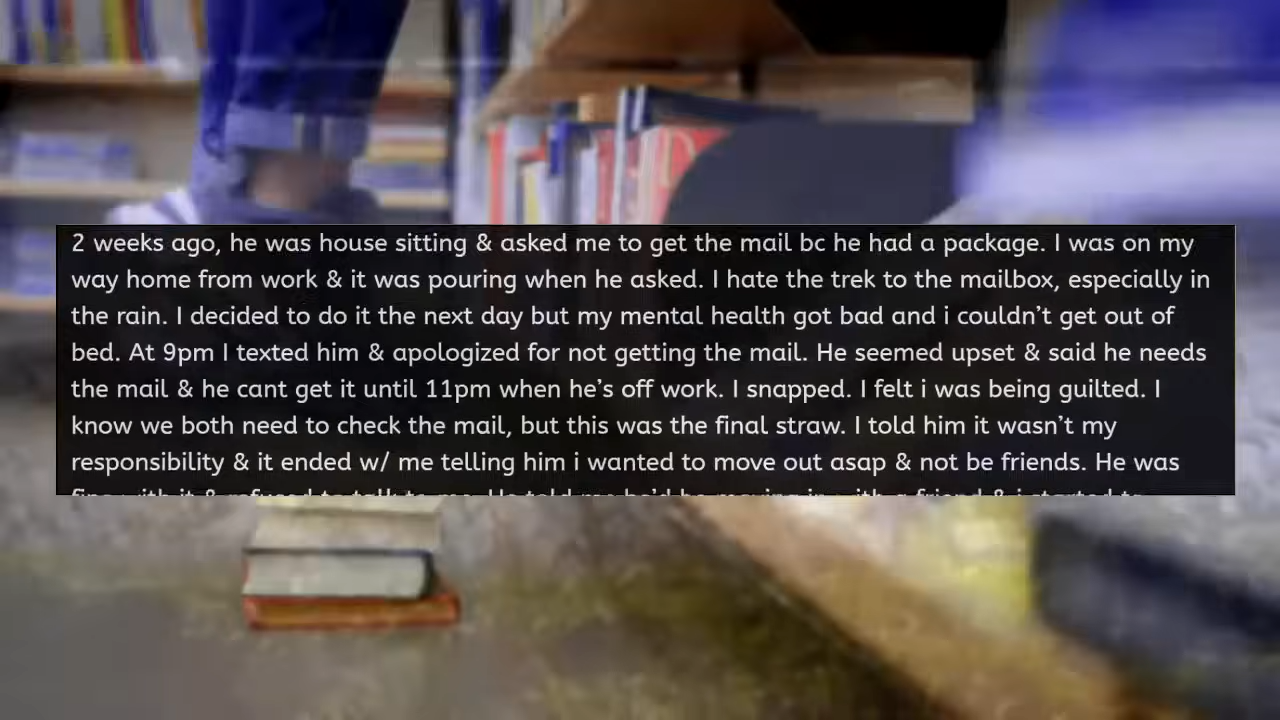 2 weeks ago, he was house sitting & asked me to get the mail bc he had a package. I was on my
way home from work & it was pouring when he asked. I hate the trek to the mailbox, especially in
the rain. I decided to do it the next day but my mental health got bad and i couldn't get out of
bed. At 9pm I texted him & apologized for not getting the mail. He seemed upset & said he needs
the mail & he cant get it until 11pm when he's off work. I snapped. I felt i was being guilted. I
know we both need to check the mail, but this was the final straw. I told him it wasn't my
responsibility & it ended w/ me telling him i wanted to move out asap & not be friends. He was